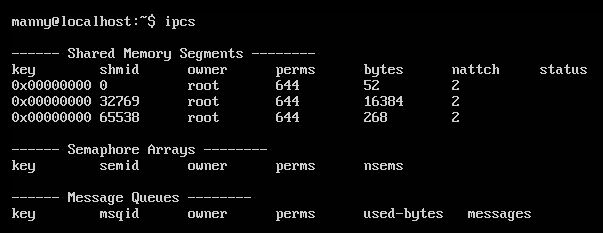 manny@localhost:~$ ipcs
------ Shared Memory Segments --------
key        shmid      owner      perms      bytes      nattch     status
0x00000000 0          root       644        52         2
0x00000000 32769      root       644        16384      2
0x00000000 65538      root       644        268        2
------ Semaphore Arrays --------
key        semid      owner      perms      nsems
------ Message Queues --------
key        msqid      owner      perms      used-bytes   messages